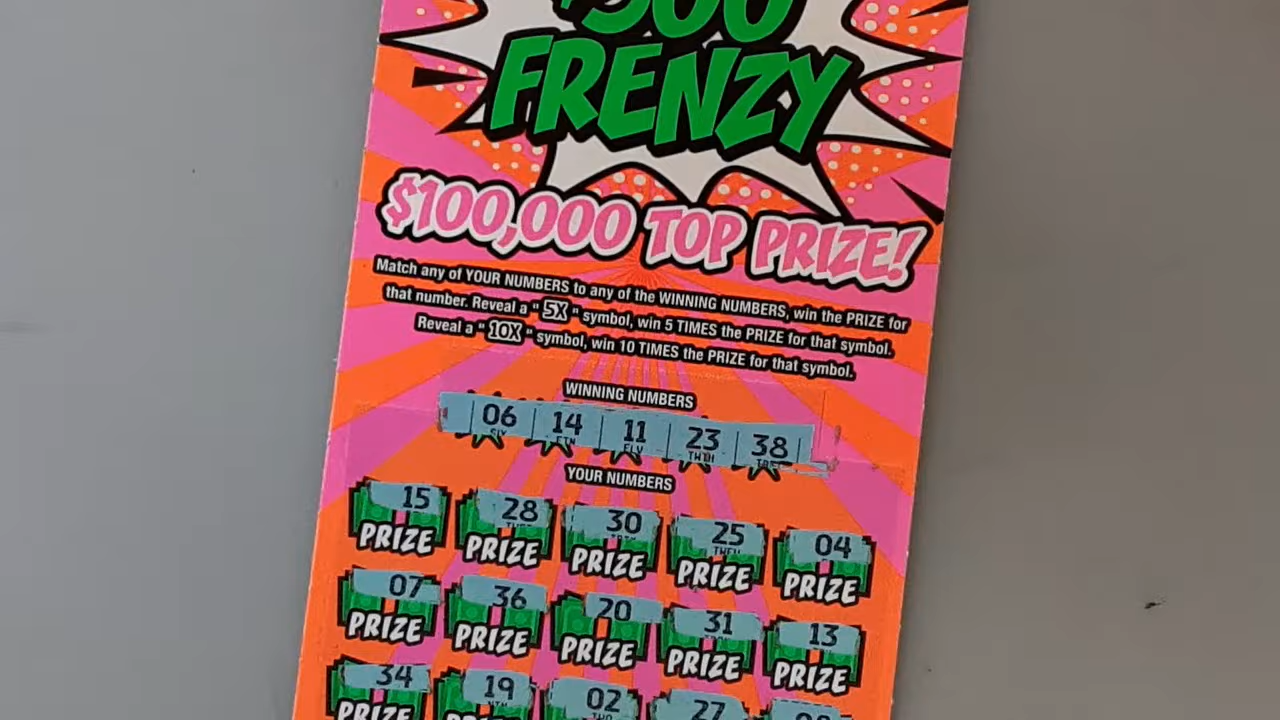 $500
FRENZY
$100,000 TOP PRIZE!
Match any of YOUR NUMBERS to any of the WINNING NUMBERS, win the PRIZE for
that number. Reveal a "5X" symbol, win 5 TIMES the PRIZE for that symbol.
Reveal a "10X" symbol, win 10 TIMES the PRIZE for that symbol.
WINNING NUMBERS
06 14 11 23 38
YOUR NUMBERS
15 28 30 25 04
PRIZE PRIZE PRIZE PRIZE PRIZE
07 36 20 31 13
PRIZE PRIZE PRIZE PRIZE PRIZE
34 19 02 27
PRIZE PRIZE